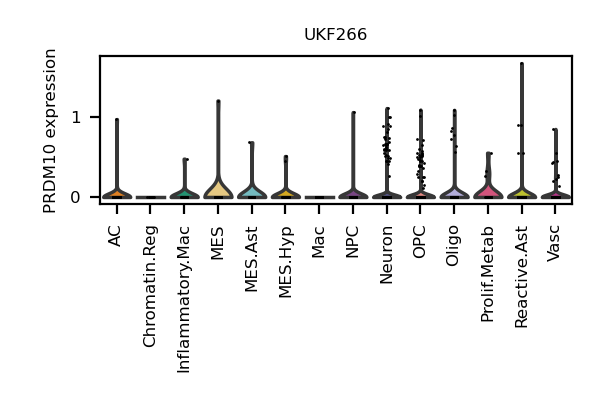 UKF266
PRDM10 expression
1
0
AC
Chromatin.Reg
Inflammatory.Mac
MES
MES.Ast
MES.Hyp
Mac
NPC
Neuron
OPC
Oligo
Prolif.Metab
Reactive.Ast
Vasc